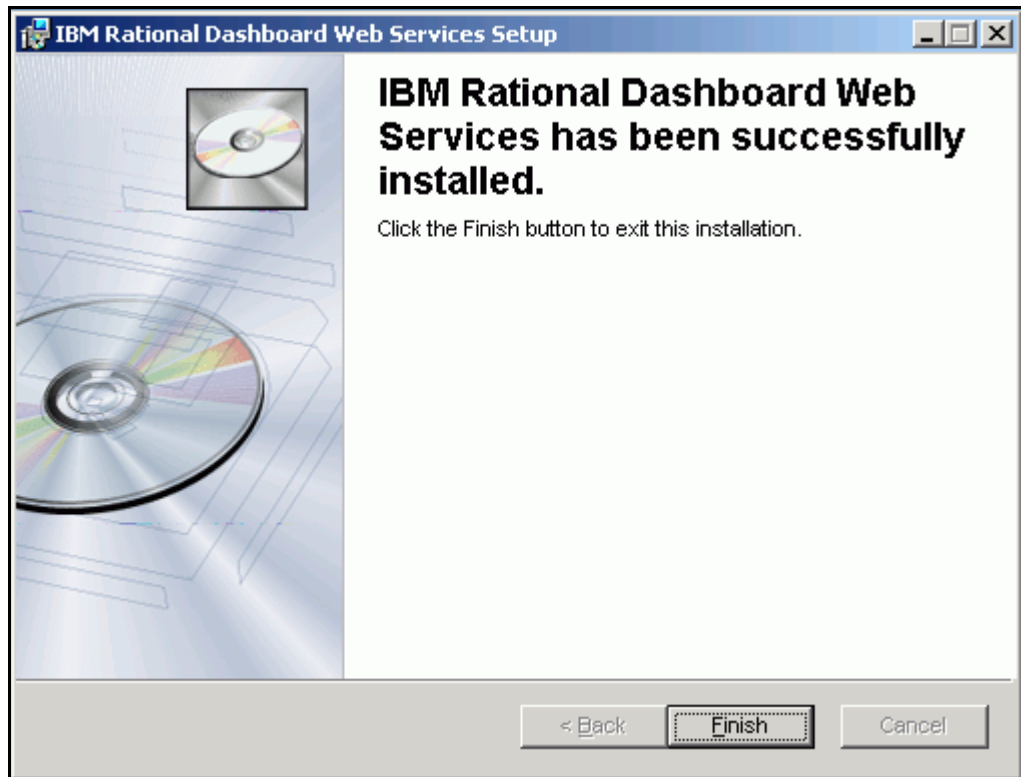 IBM Rational Dashboard Web Services Setup
IBM Rational Dashboard Web
Services has been successfully
installed.
Click the Finish button to exit this installation.
< Back
Finish
Cancel